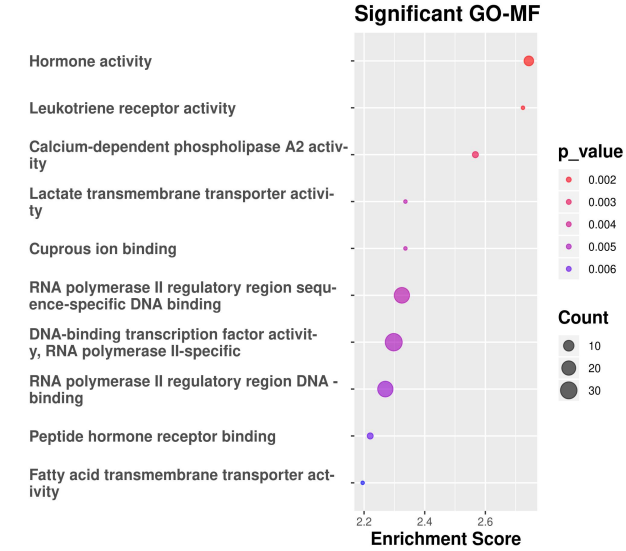 Significant GO-MF
Hormone activity
Leukotriene receptor activity
Calcium-dependent phospholipase A2 activ-
ity
Lactate transmembrane transporter activi-
ty
Cuprous ion binding
RNA polymerase II regulatory region sequ-
ence-specific DNA binding
DNA-binding transcription factor activit-
y, RNA polymerase II-specific
RNA polymerase II regulatory region DNA -
binding
Peptide hormone receptor binding
Fatty acid transmembrane transporter act-
ivity
2.2 2.4 2.6
Enrichment Score
p_value
0.002
0.003
0.004
0.005
0.006
Count
10
20
30